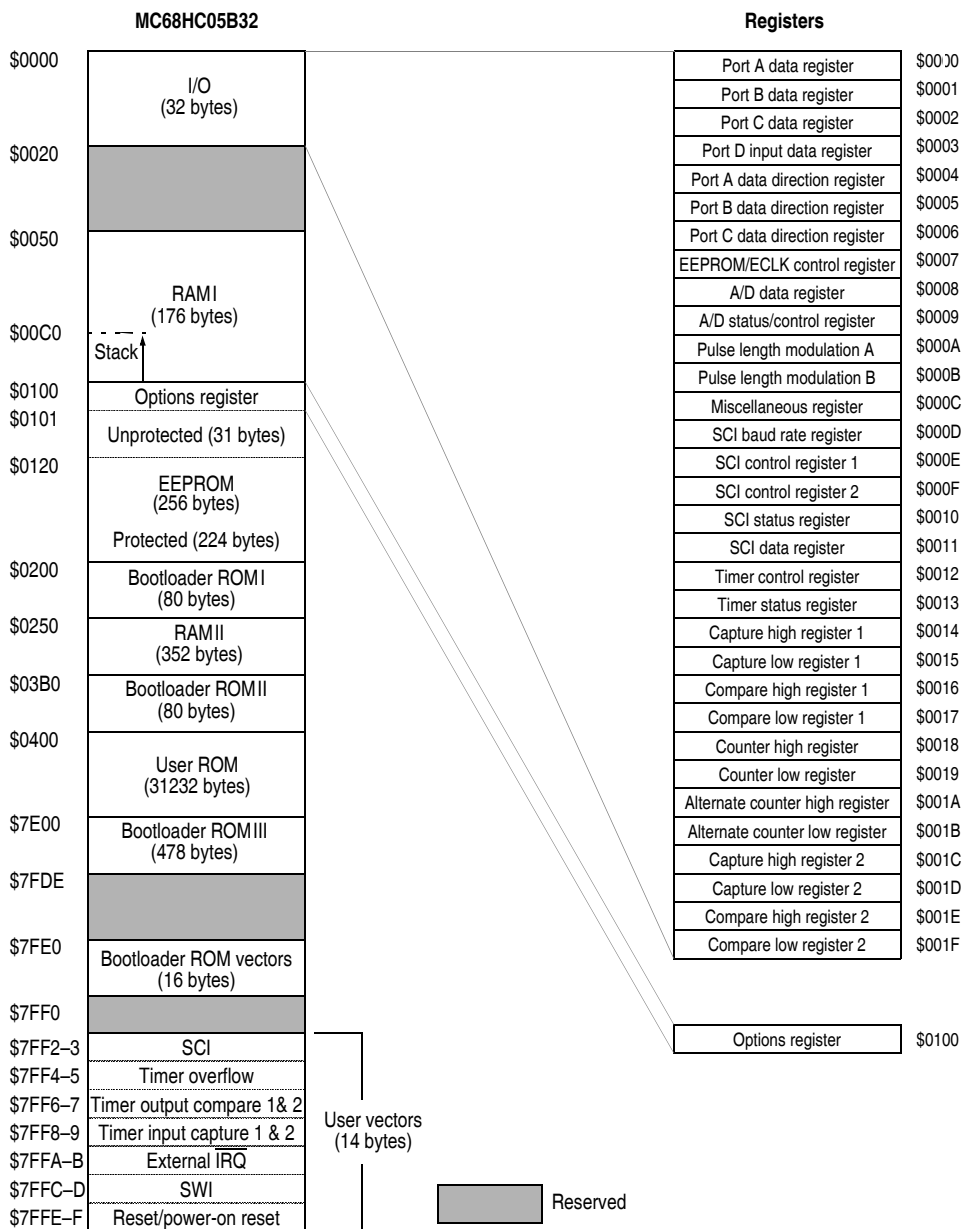 MC68HC05B32
$0000
I/O
(32 bytes)
$0020
$0050
RAMI
(176 bytes)
$00C0
Stack
$0100
Options register
$0101
Unprotected (31 bytes)
$0120
EEPROM
(256 bytes)
Protected (224 bytes)
$0200
Bootloader ROMI
(80 bytes)
$0250
RAMII
(352 bytes)
$03B0
Bootloader ROMII
(80 bytes)
$0400
User ROM
(31232 bytes)
$7E00
Bootloader ROMIII
(478 bytes)
$7FDE
$7FE0
Bootloader ROM vectors
(16 bytes)
$7FF0
$7FF2–3 SCI
$7FF4–5 Timer overflow
$7FF6–7 Timer output compare 1& 2
$7FF8–9 Timer input capture 1 & 2
$7FFA–B External IRQ
$7FFC–D SWI
$7FFE–F Reset/power-on reset
User vectors
(14 bytes)
Reserved
Registers
Port A data register $0000
Port B data register $0001
Port C data register $0002
Port D input data register $0003
Port A data direction register $0004
Port B data direction register $0005
Port C data direction register $0006
EEPROM/ECLK control register $0007
A/D data register $0008
A/D status/control register $0009
Pulse length modulation A $000A
Pulse length modulation B $000B
Miscellaneous register $000C
SCI baud rate register $000D
SCI control register 1 $000E
SCI control register 2 $000F
SCI status register $0010
SCI data register $0011
Timer control register $0012
Timer status register $0013
Capture high register 1 $0014
Capture low register 1 $0015
Compare high register 1 $0016
Compare low register 1 $0017
Counter high register $0018
Counter low register $0019
Alternate counter high register $001A
Alternate counter low register $001B
Capture high register 2 $001C
Capture low register 2 $001D
Compare high register 2 $001E
Compare low register 2 $001F
Options register $0100